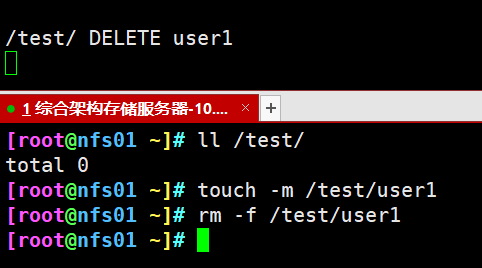 /test/ DELETE user1
1 综合架构存储服务器-10.... × +
[root@nfs01 ~]# ll /test/
total 0
[root@nfs01 ~]# touch -m /test/user1
[root@nfs01 ~]# rm -f /test/user1
[root@nfs01 ~]#